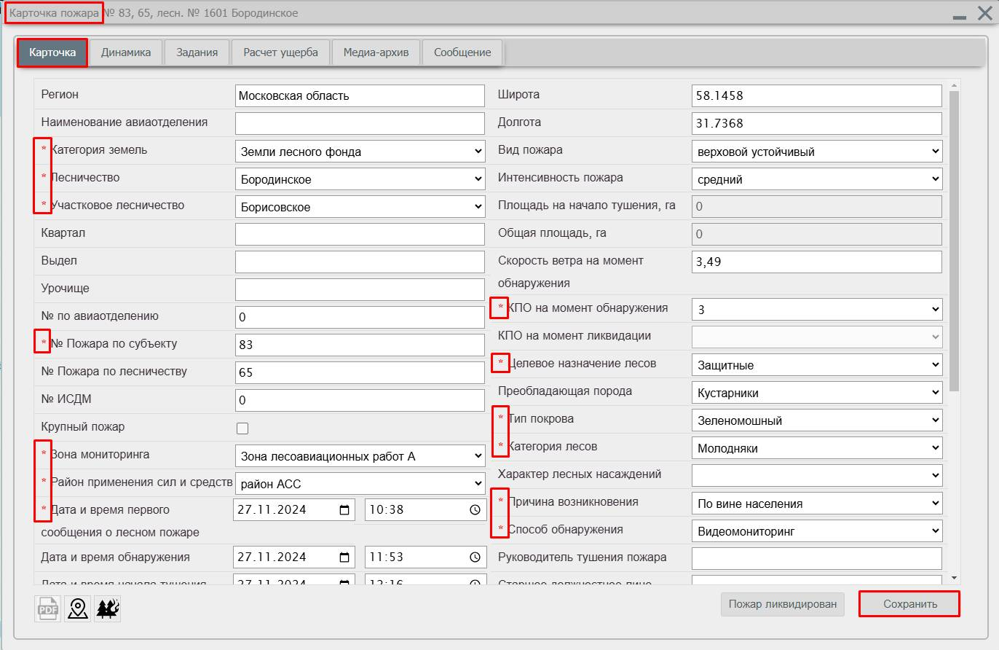 Карточка пожара № 83, 65, лесн. № 1601 Бородинское
Карточка Динамика Задания Расчет ущерба Медиа-архив Сообщение
Регион Московская область
Наименование авиаотделения
* Категория земель Земли лесного фонда
* Лесничество Бородинское
* Участковое лесничество Борисовское
Квартал
Выдел
Урочище
№ по авиаотделению 0
* № Пожара по субъекту 83
№ Пожара по лесничеству 65
№ ИСДМ 0
Крупный пожар
* Зона мониторинга Зона лесоавиационных работ А
* Район применения сил и средств район АСС
* Дата и время первого 27.11.2024 10:38
сообщения о лесном пожаре
Дата и время обнаружения 27.11.2024 11:53
Дата и время начала тушения 27.11.2024 12:16
Широта 58.1458
Долгота 31.7368
Вид пожара верховой устойчивый
Интенсивность пожара средний
Площадь на начало тушения, га 0
Общая площадь, га 0
Скорость ветра на момент 3,49
обнаружения
* КПО на момент обнаружения 3
КПО на момент ликвидации
* Целевое назначение лесов Защитные
Преобладающая порода Кустарники
* Тип покрова Зеленомошный
* Категория лесов Молодняки
Характер лесных насаждений
* Причина возникновения По вине населения
* Способ обнаружения Видеомониторинг
Руководитель тушения пожара
Старшее должностное лицо
PDF
Пожар ликвидирован Сохранить